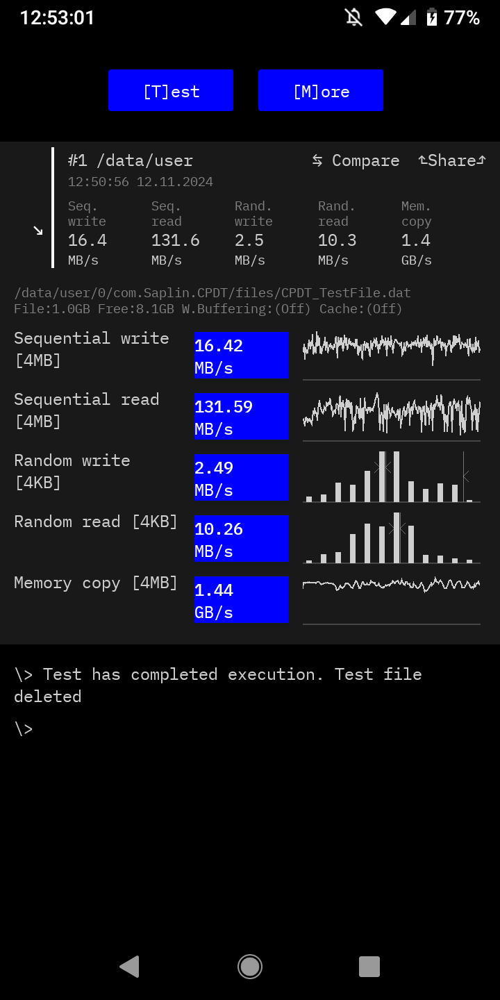 12:53:01 77%
[T]est [M]ore
#1 /data/user ⇆ Compare ⮤Share⮥
12:50:56 12.11.2024
Seq. Seq. Rand. Rand. Mem.
write read write read copy
16.4 131.6 2.5 10.3 1.4
MB/s MB/s MB/s MB/s GB/s
/data/user/0/com.Saplin.CPDT/files/CPDT_TestFile.dat
File:1.0GB Free:8.1GB W.Buffering:(Off) Cache:(Off)
Sequential write 16.42
[4MB] MB/s
Sequential read 131.59
[4MB] MB/s
Random write 2.49
[4KB] MB/s
Random read [4KB] 10.26
MB/s
Memory copy [4MB] 1.44
GB/s
\> Test has completed execution. Test file
deleted
\>